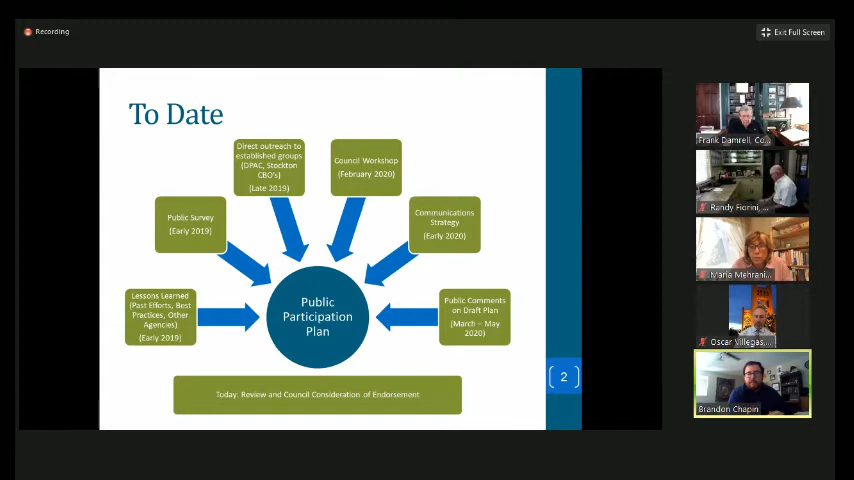 Recording
Exit Full Screen
To Date
Direct outreach to
established groups
(DPAC, Stockton
CBO's)
(Late 2019)
Council Workshop
(February 2020)
Public Survey
(Early 2019)
Communications
Strategy
(Early 2020)
Lessons Learned
(Past Efforts, Best
Practices, Other
Agencies)
(Early 2019)
Public
Participation
Plan
Public Comments
on Draft Plan
(March – May
2020)
Today: Review and Council Consideration of Endorsement
2
Frank Damrell, Co...
Randy Fiorini, ...
Maria Mehrani...
Oscar Villegas,...
Brandon Chapin